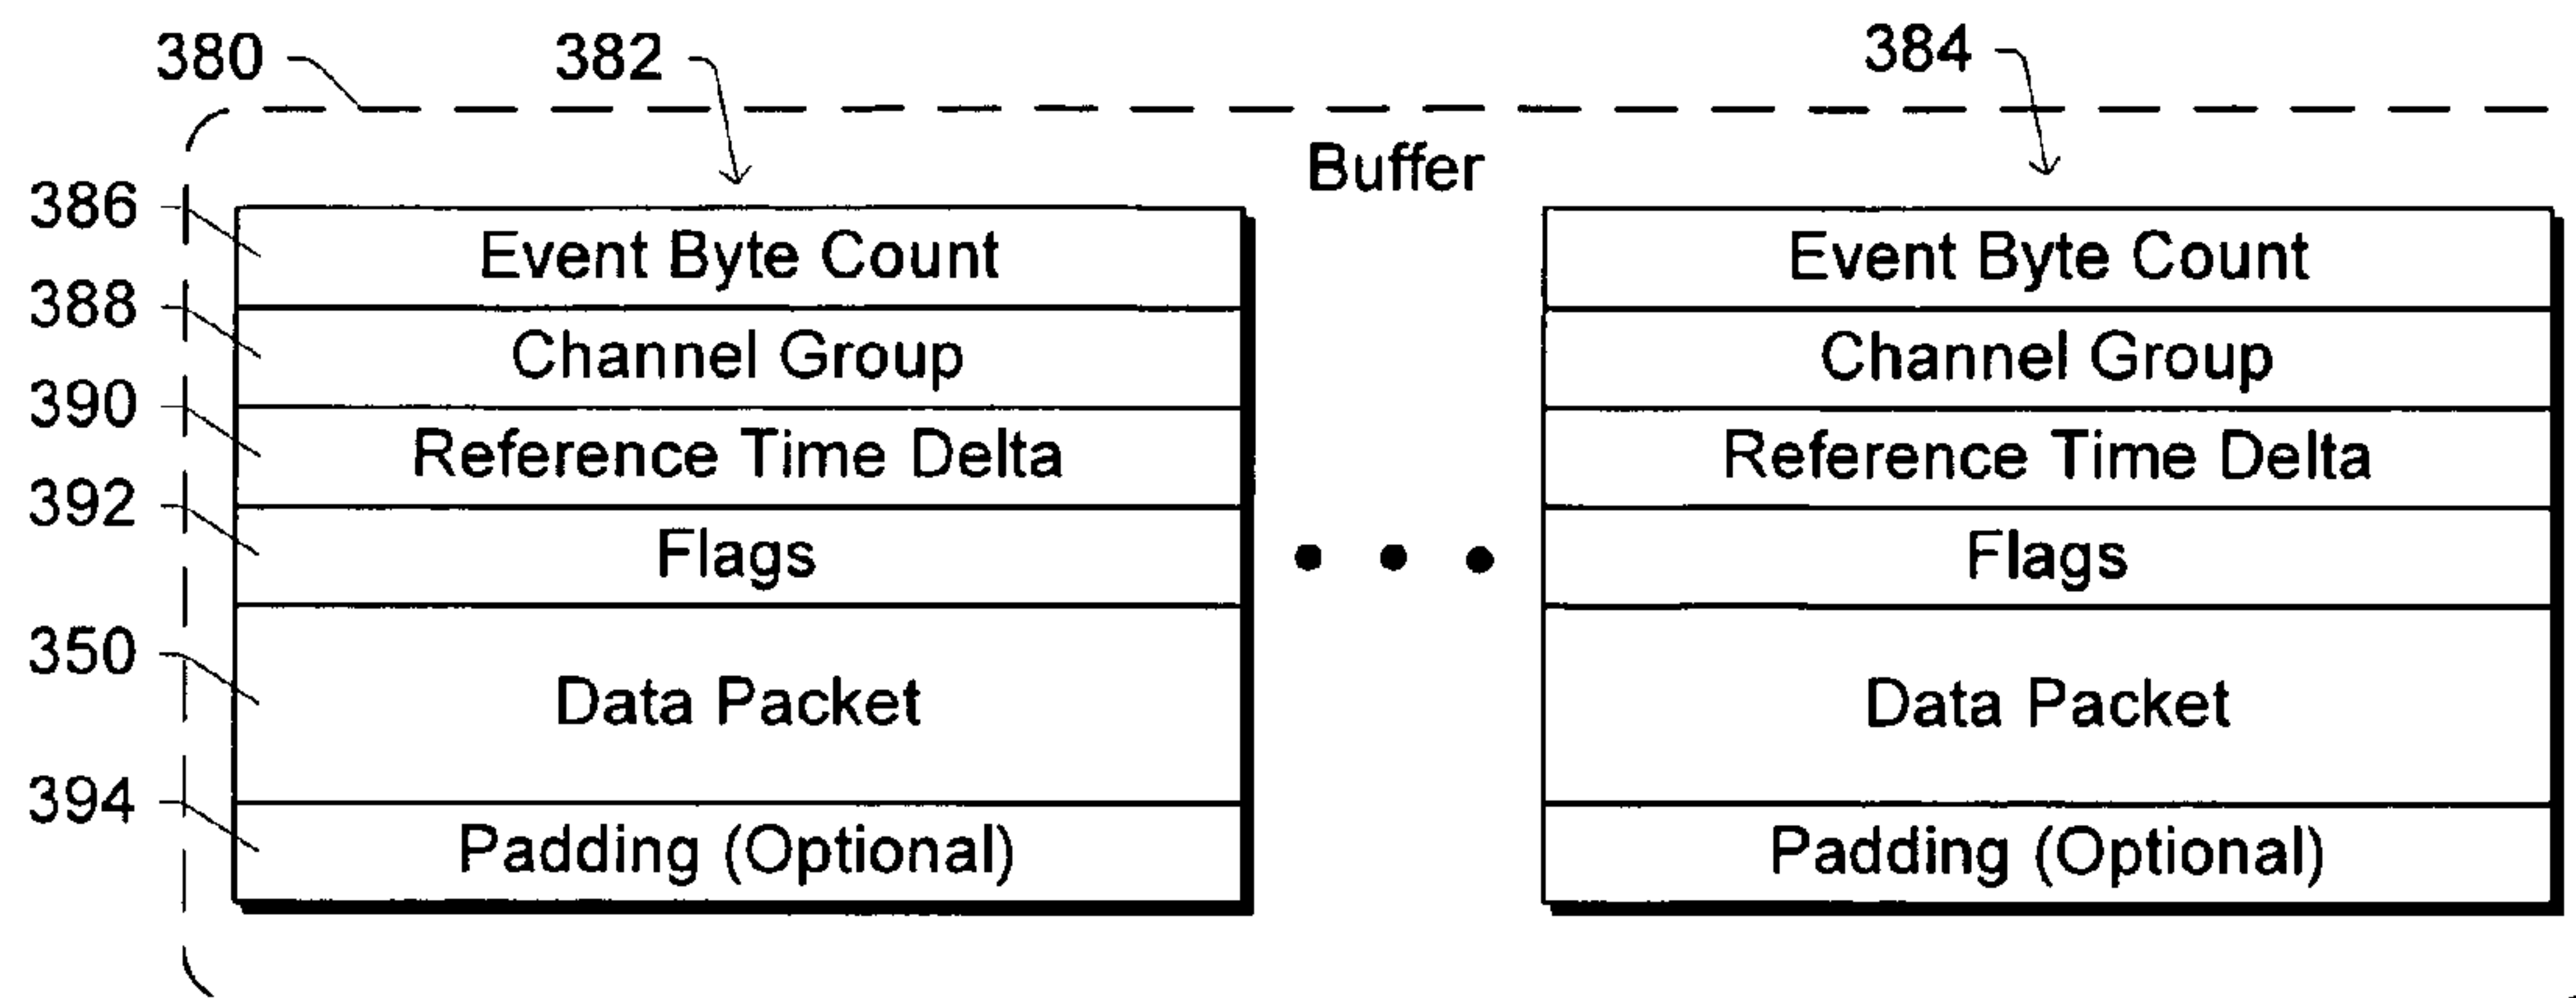 380
382
384
Buffer
386
Event Byte Count
Event Byte Count
388
Channel Group
Channel Group
390
Reference Time Delta
Reference Time Delta
392
Flags
Flags
350
Data Packet
Data Packet
394
Padding (Optional)
Padding (Optional)